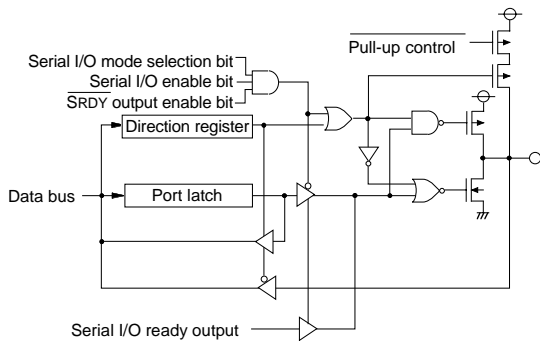 Pull-up control
Serial I/O mode selection bit
Serial I/O enable bit
SRDY output enable bit
Direction register
Data bus
Port latch
Serial I/O ready output